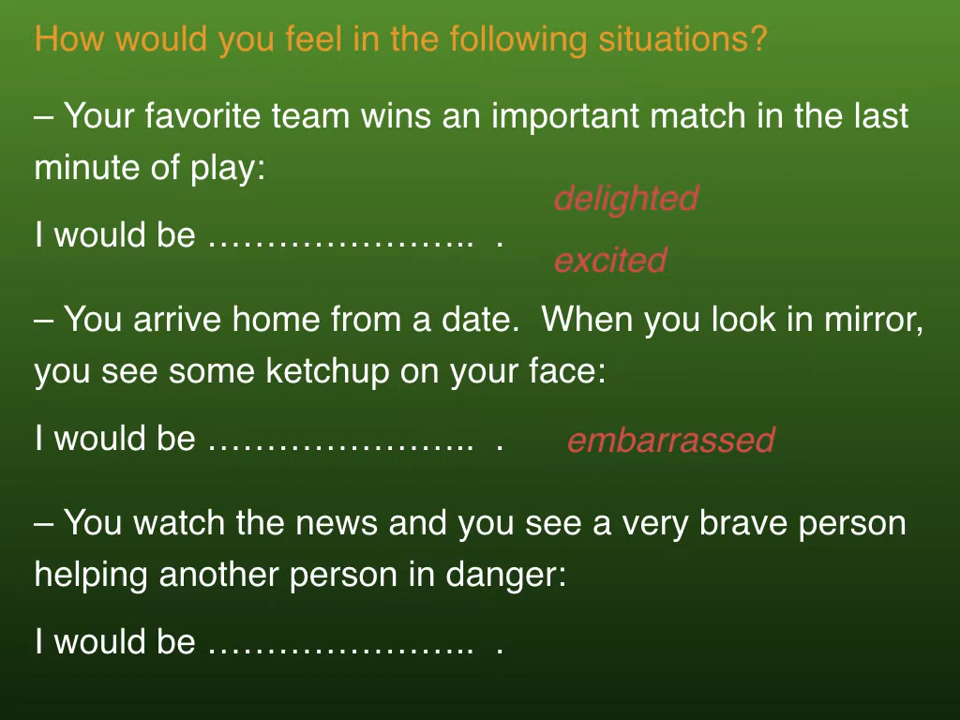 How would you feel in the following situations?
– Your favorite team wins an important match in the last
minute of play:
delighted
I would be …………………….. .
excited
– You arrive home from a date.  When you look in mirror,
you see some ketchup on your face:
I would be …………………….. . embarrassed
– You watch the news and you see a very brave person
helping another person in danger:
I would be …………………….. .